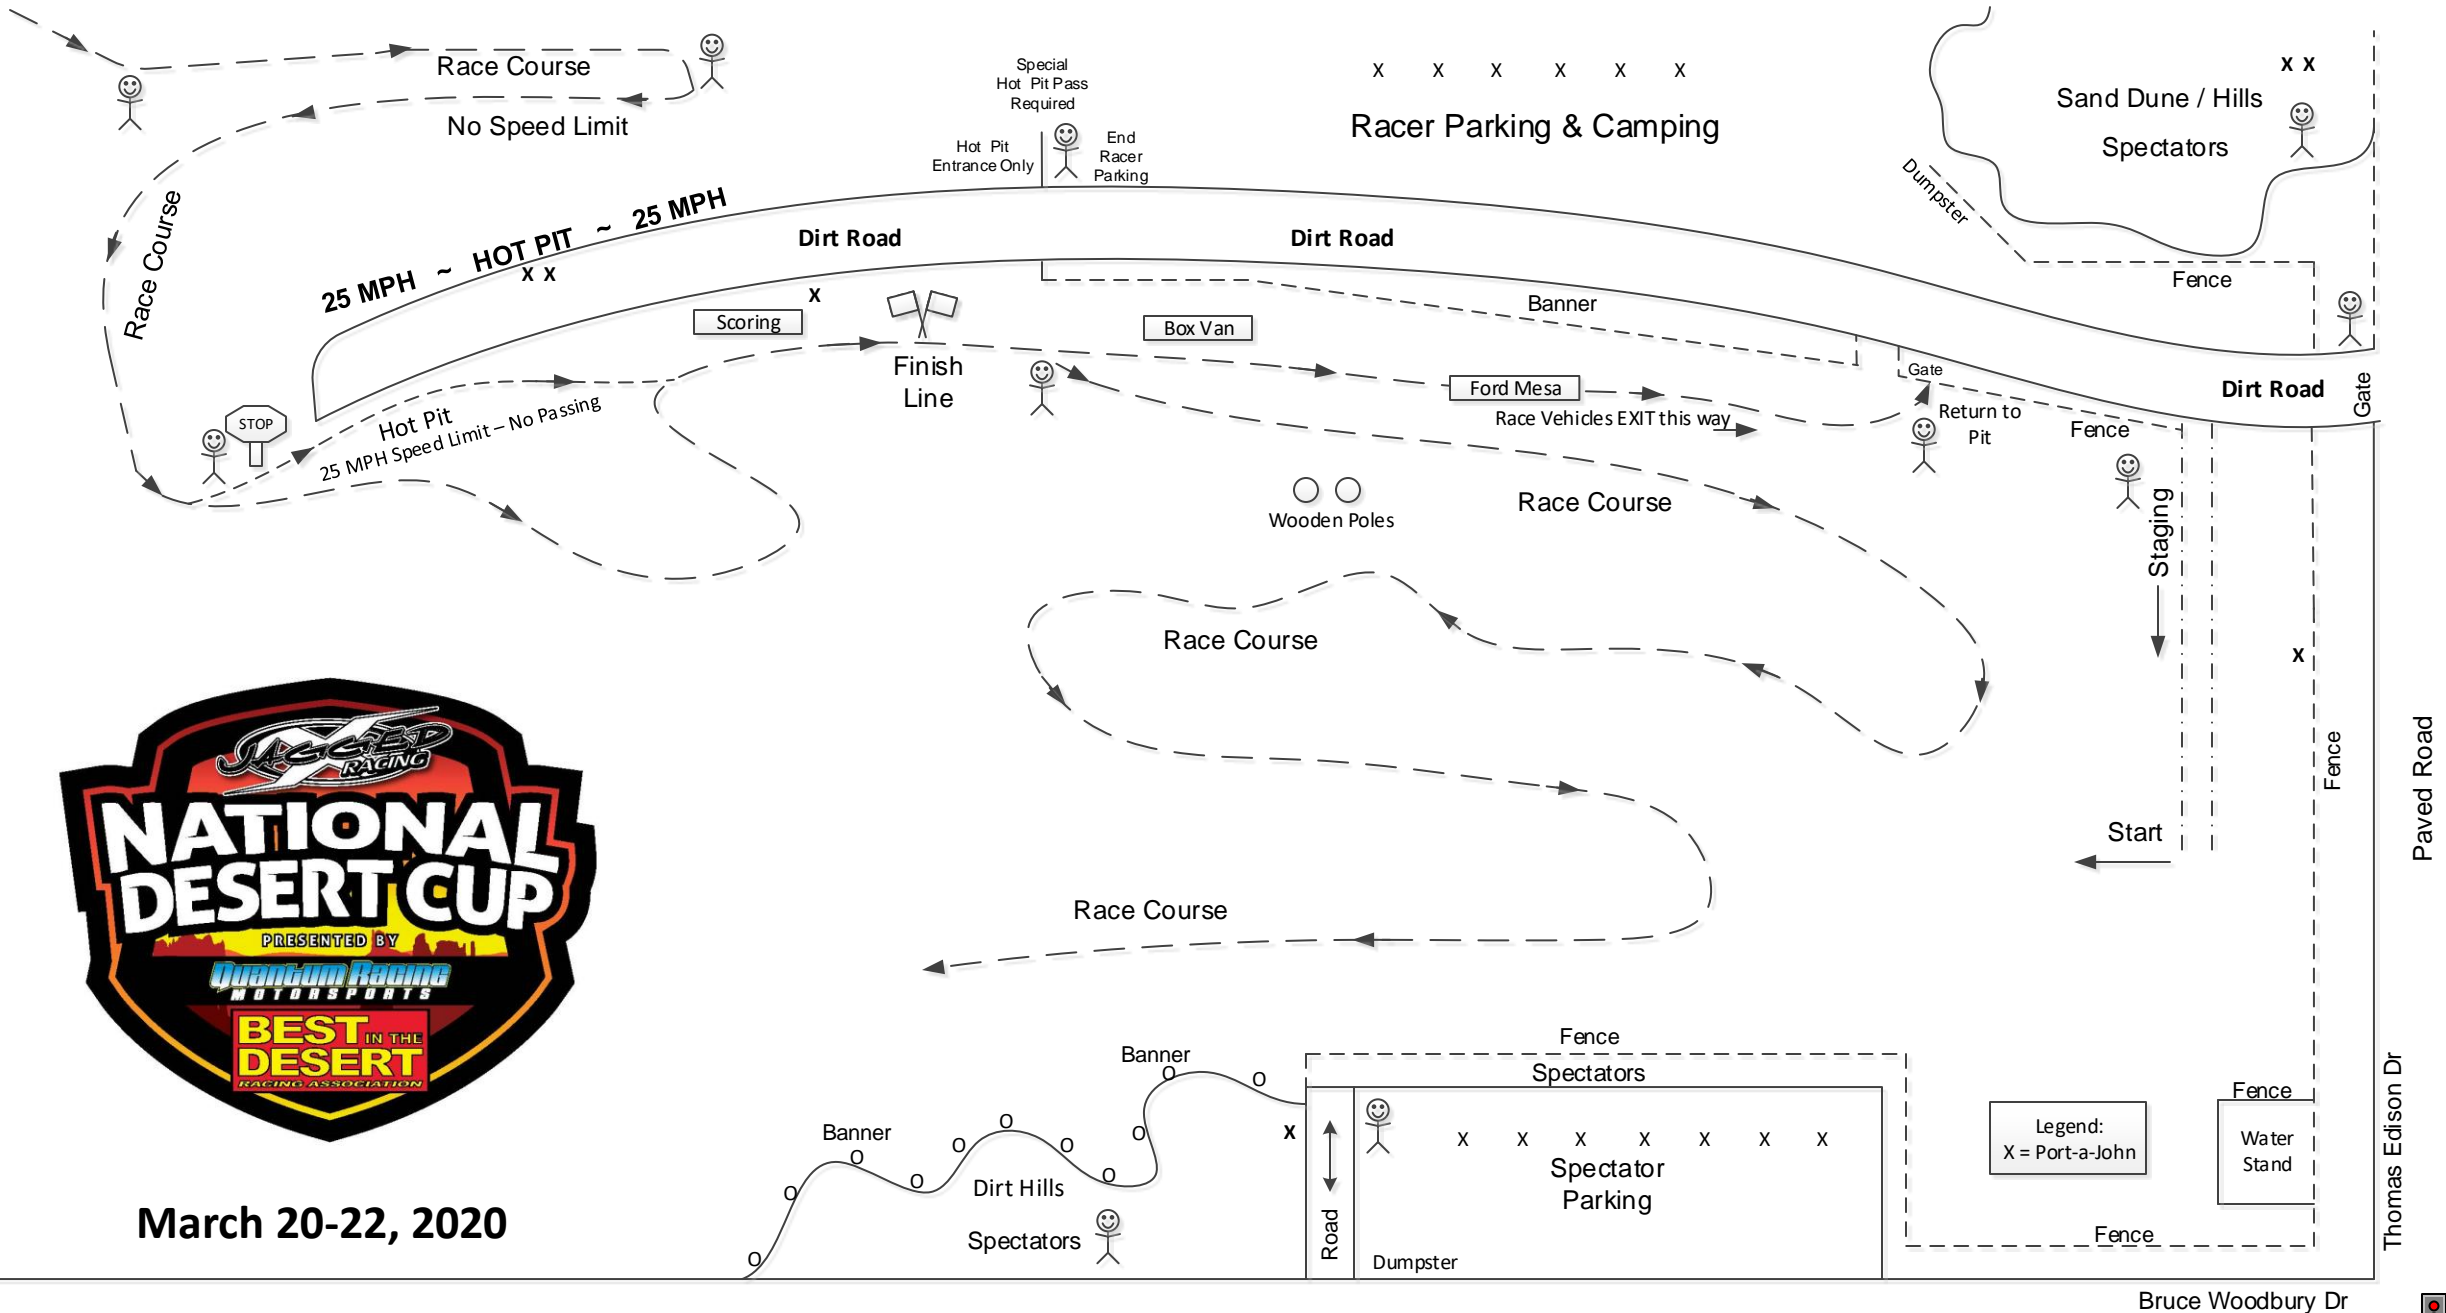 Race Course
No Speed Limit
Race Course
Special
Hot Pit Pass
Required
Hot Pit
Entrance Only
End
Racer
Parking
X X X X X X
Racer Parking & Camping
X X
Sand Dune / Hills
Spectators
Dumpster
Fence
25 MPH ~ HOT PIT ~ 25 MPH
X X
Dirt Road
Dirt Road
X
Scoring
Finish
Line
Box Van
Banner
Ford Mesa
Race Vehicles EXIT this way
Gate
Return to
Pit
Fence
Dirt Road
Gate
STOP
Hot Pit
25 MPH Speed Limit – No Passing
Wooden Poles
Race Course
Staging
Race Course
X
Fence
Paved Road
Start
Race Course
JAGGED
X
RACING
NATIONAL
DESERT CUP
PRESENTED BY
Quantum Racing
MOTORSPORTS
BEST IN THE
DESERT
RACING ASSOCIATION
March 20-22, 2020
Banner
O O O O O O O O O O O O
Banner
Dirt Hills
Spectators
X
Road
Fence
Spectators
X X X X X X X
Spectator
Parking
Dumpster
Legend:
X = Port-a-John
Fence
Water
Stand
Fence
Thomas Edison Dr
Bruce Woodbury Dr